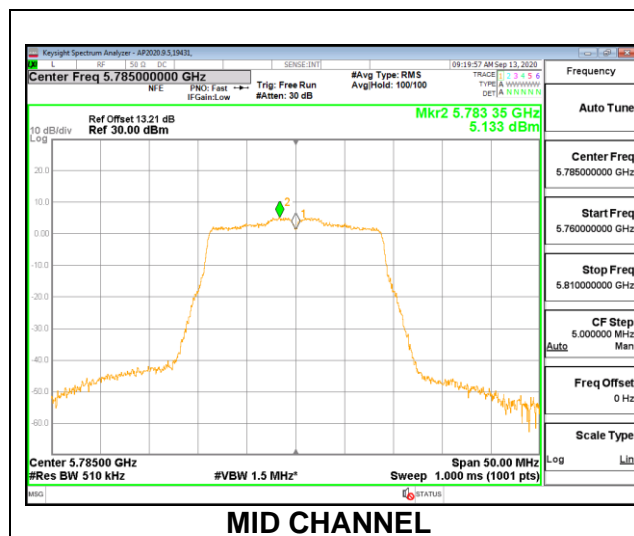 Keysight Spectrum Analyzer - AP2020.9.5,19431,
L RF 50 Ω DC SENSE:INT 09:19:57 AM Sep 13, 2020
Center Freq 5.785000000 GHz
NFE
PNO: Fast
IFGain:Low
Trig: Free Run
#Atten: 30 dB
#Avg Type: RMS
Avg|Hold: 100/100
TRACE 1 2 3 4 5 6
TYPE A WWWWW
DET A N N N N N
Frequency
Auto Tune
Center Freq
5.785000000 GHz
Start Freq
5.760000000 GHz
Stop Freq
5.810000000 GHz
CF Step
5.000000 MHz
Auto Man
Freq Offset
0 Hz
Scale Type
Log Lin
Mkr2 5.783 35 GHz
5.133 dBm
Ref Offset 13.21 dB
10 dB/div Ref 30.00 dBm
Log
20.0
10.0
0.00
-10.0
-20.0
-30.0
-40.0
-50.0
-60.0
2
1
Center 5.78500 GHz Span 50.00 MHz
#Res BW 510 kHz #VBW 1.5 MHz* Sweep 1.000 ms (1001 pts)
MSG STATUS
MID CHANNEL